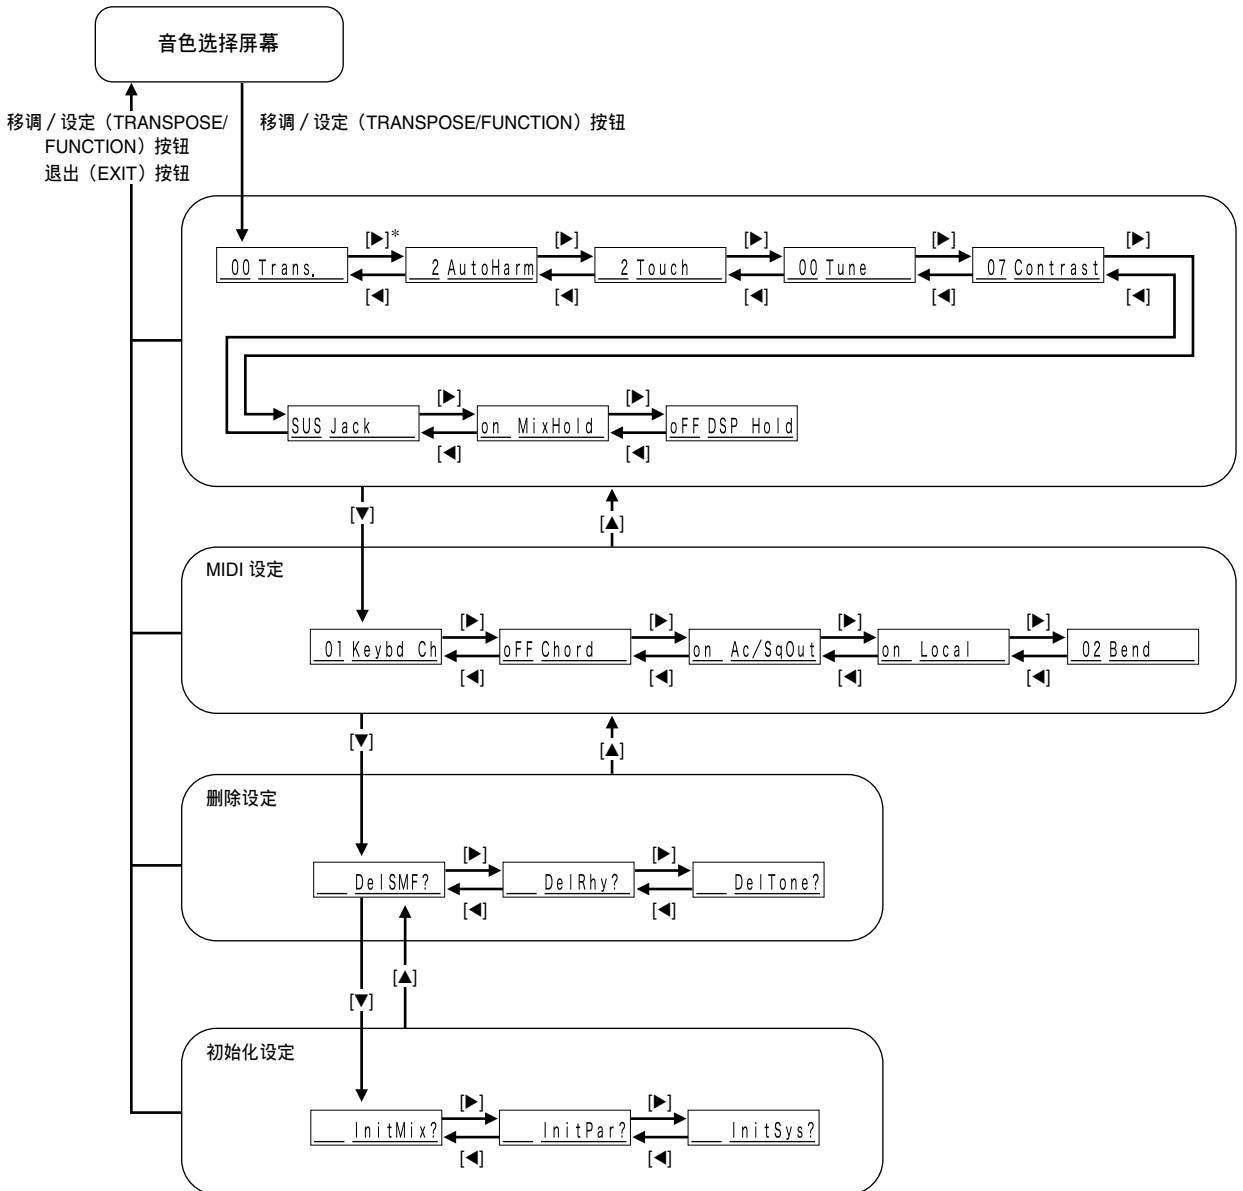 音色选择屏幕
移调 / 设定（TRANSPOSE/
FUNCTION）按钮
退出（EXIT）按钮
移调 / 设定（TRANSPOSE/FUNCTION）按钮
[▶]* [▶] [▶] [▶] [▶]
00 Trans. 2 AutoHarm 2 Touch 00 Tune 07 Contrast
[◀] [◀] [◀] [◀] [◀]
[▶] [▶]
SUS Jack on MixHold oFF DSP Hold
[◀] [◀]
[▼] [▲]
MIDI 设定
[▶] [▶] [▶] [▶]
01 Keybd Ch oFF Chord on Ac/SqOut on Local 02 Bend
[◀] [◀] [◀] [◀]
[▼] [▲]
删除设定
[▶] [▶]
DelSMF? DelRhy? DelTone?
[◀] [◀]
[▲]
[▼]
初始化设定
[▶] [▶]
InitMix? InitPar? InitSys?
[◀] [◀]